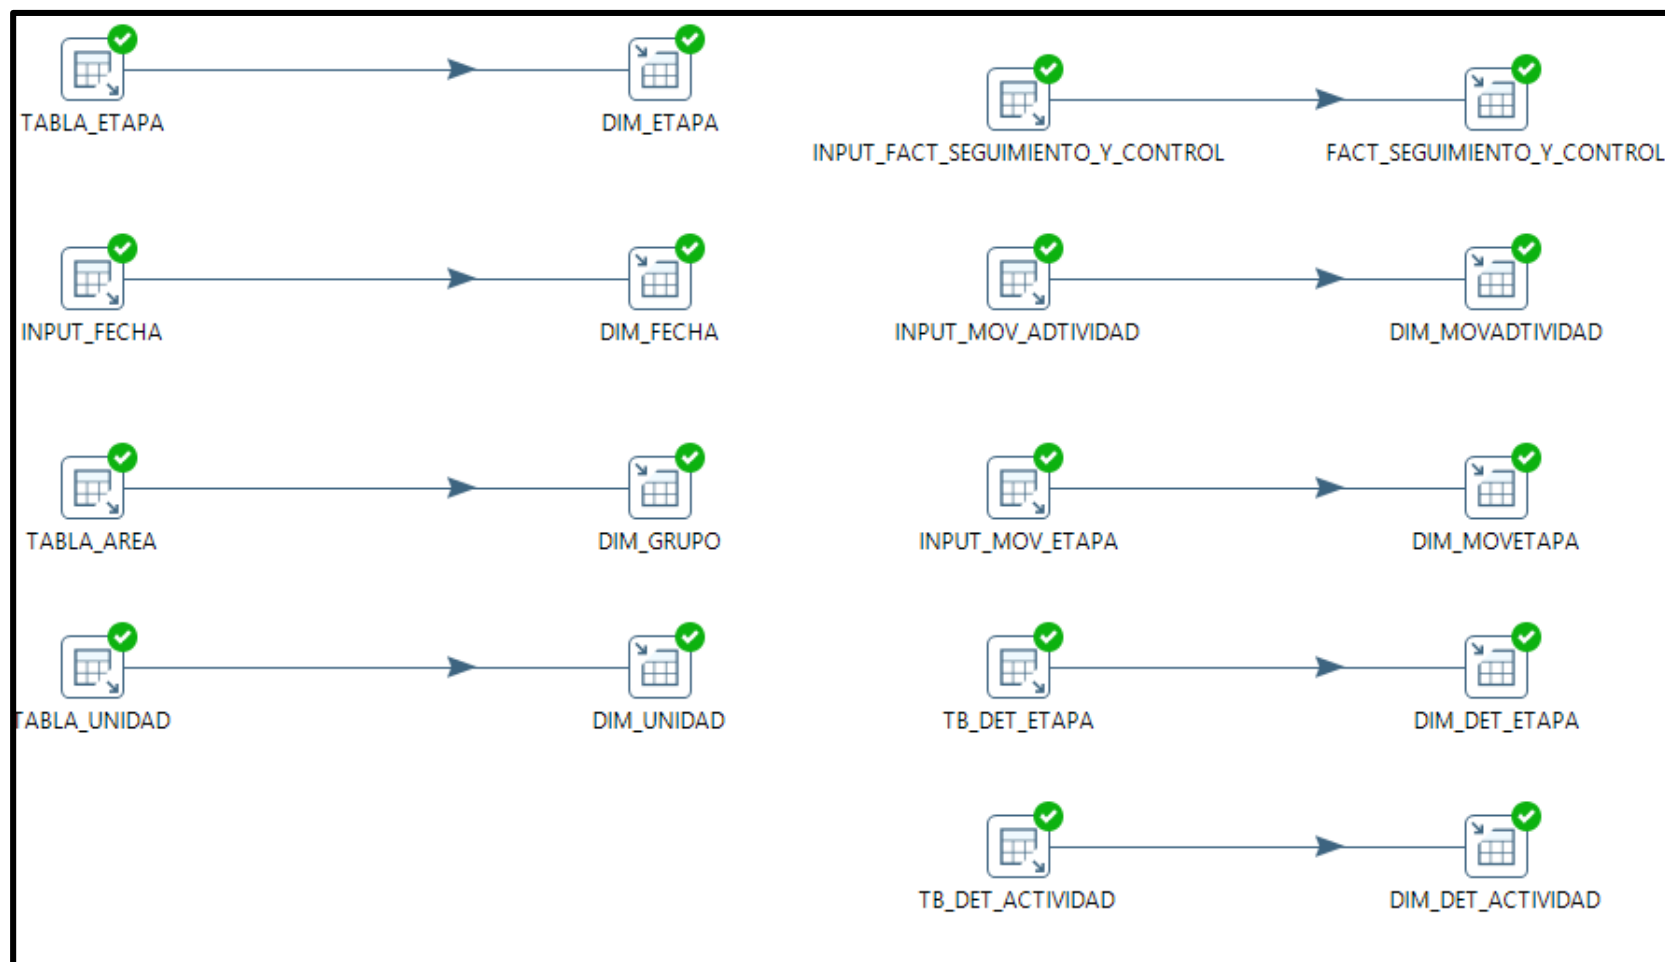 TABLA_ETAPA
DIM_ETAPA
INPUT_FACT_SEGUIMIENTO_Y_CONTROL
FACT_SEGUIMIENTO_Y_CONTROL
INPUT_FECHA
DIM_FECHA
INPUT_MOV_ADTIVIDAD
DIM_MOVADTIVIDAD
TABLA_AREA
DIM_GRUPO
INPUT_MOV_ETAPA
DIM_MOVETAPA
TABLA_UNIDAD
DIM_UNIDAD
TB_DET_ETAPA
DIM_DET_ETAPA
TB_DET_ACTIVIDAD
DIM_DET_ACTIVIDAD